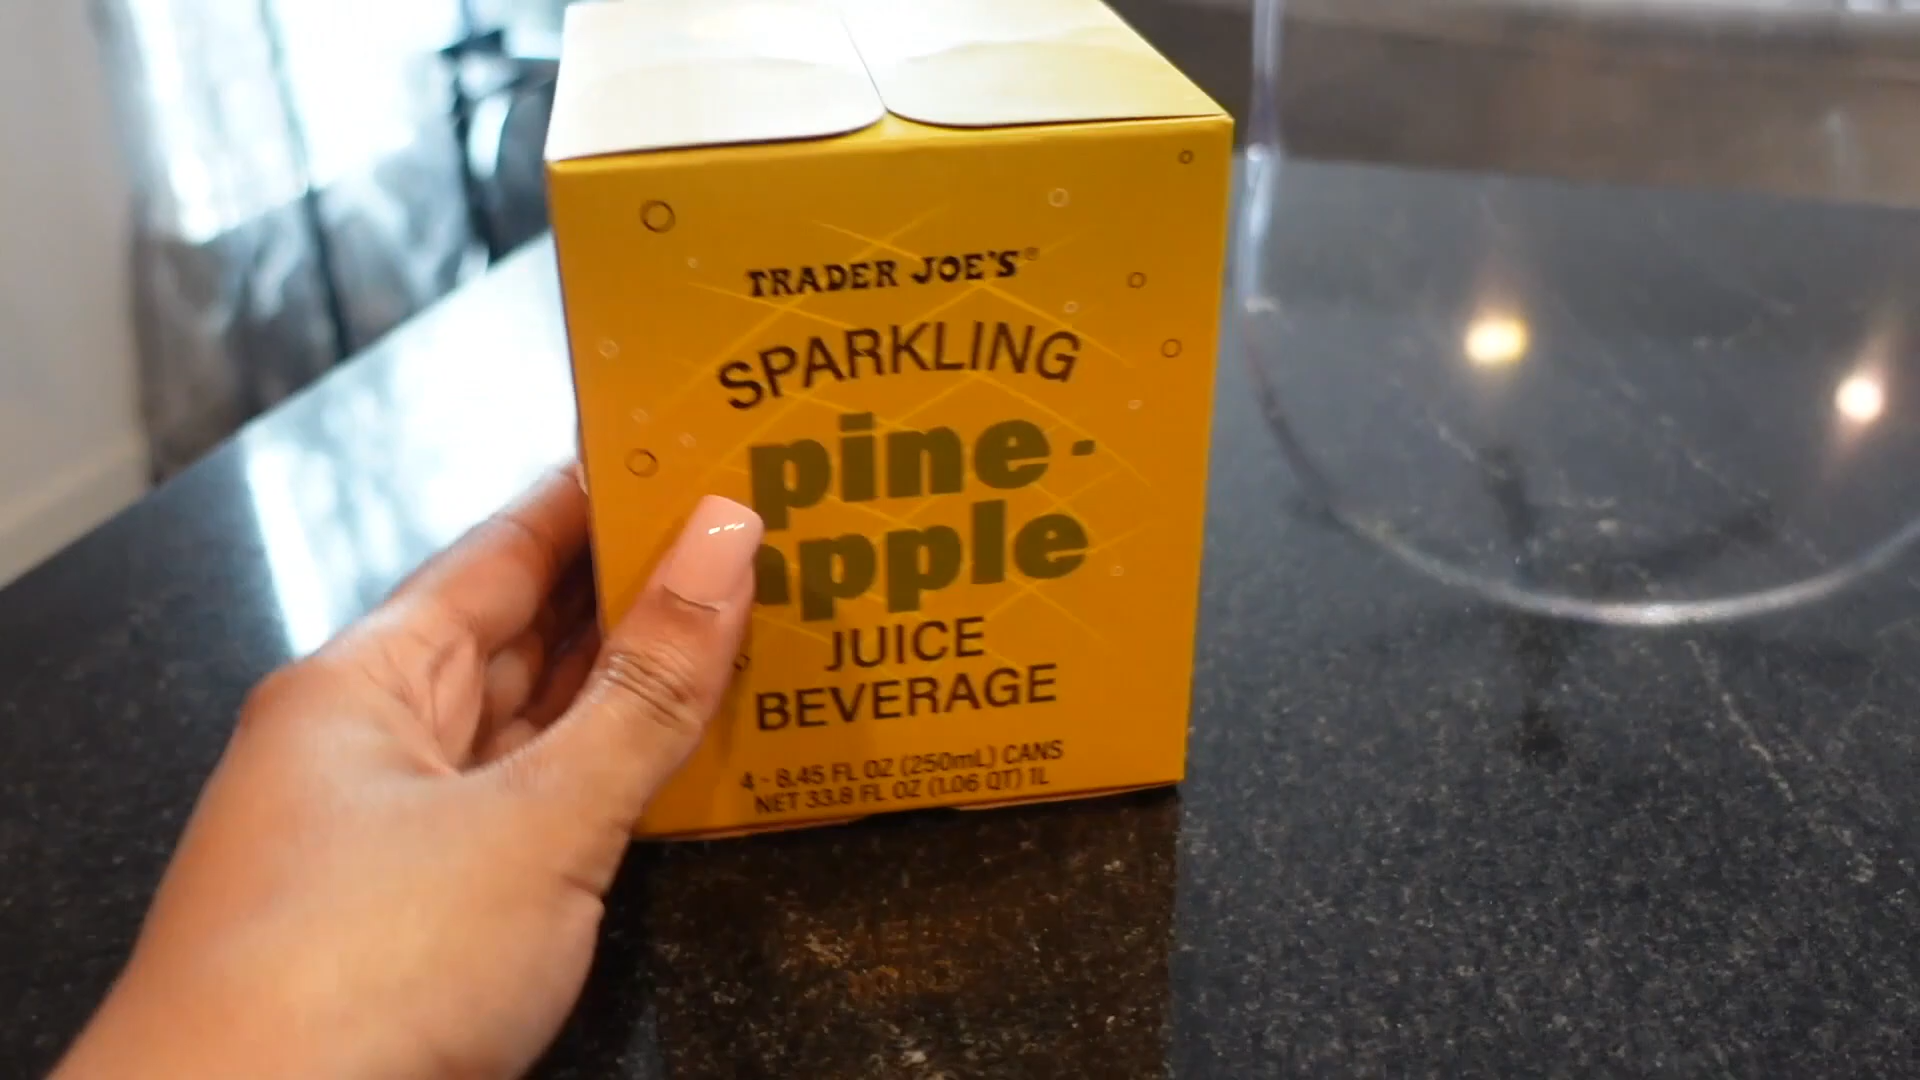 TRADER JOE'S®
SPARKLING
pine-
apple
JUICE
BEVERAGE
4 - 8.45 FL OZ (250mL) CANS
NET 33.8 FL OZ (1.06 QT) 1L